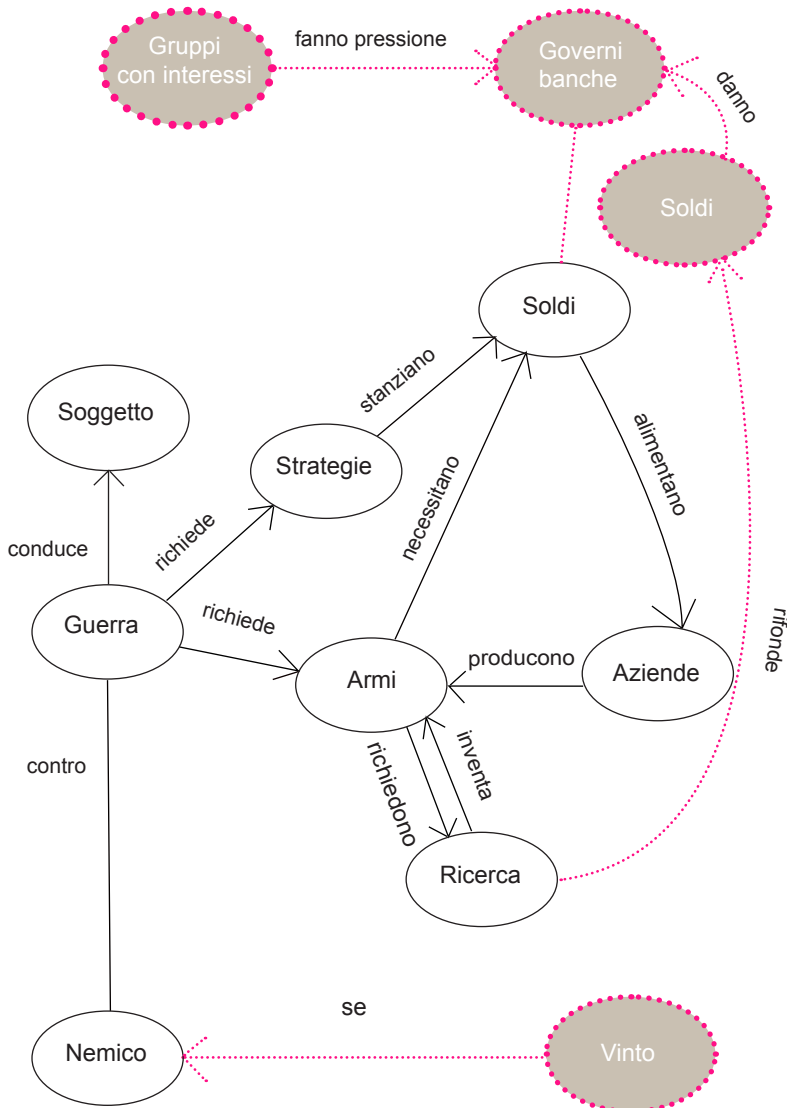 Gruppi
con interessi
fanno pressione
Governi
banche
danno
Soldi
Soldi
stanziano
Soggetto
Strategie
necessitano
alimentano
conduce
richiede
Guerra
richiede
Armi
producono
Aziende
rifonde
contro
richiedono
inventa
Ricerca
se
Nemico
Vinto